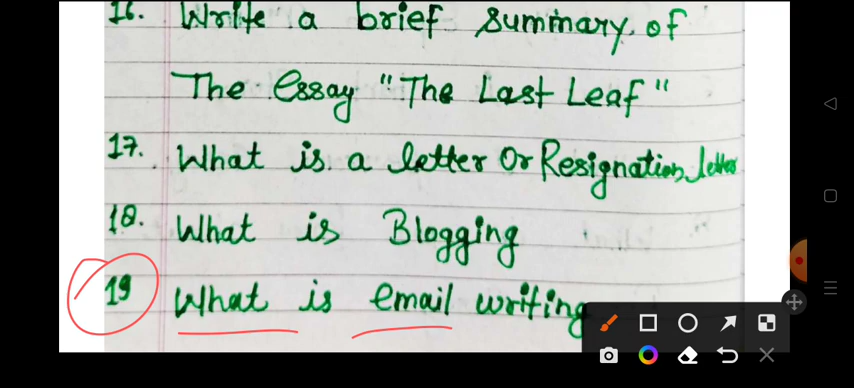 16. Write a brief summary of
The essay "The Last Leaf"
17. What is a letter Or Resignation letter
18. What is Blogging
19 What is email writing